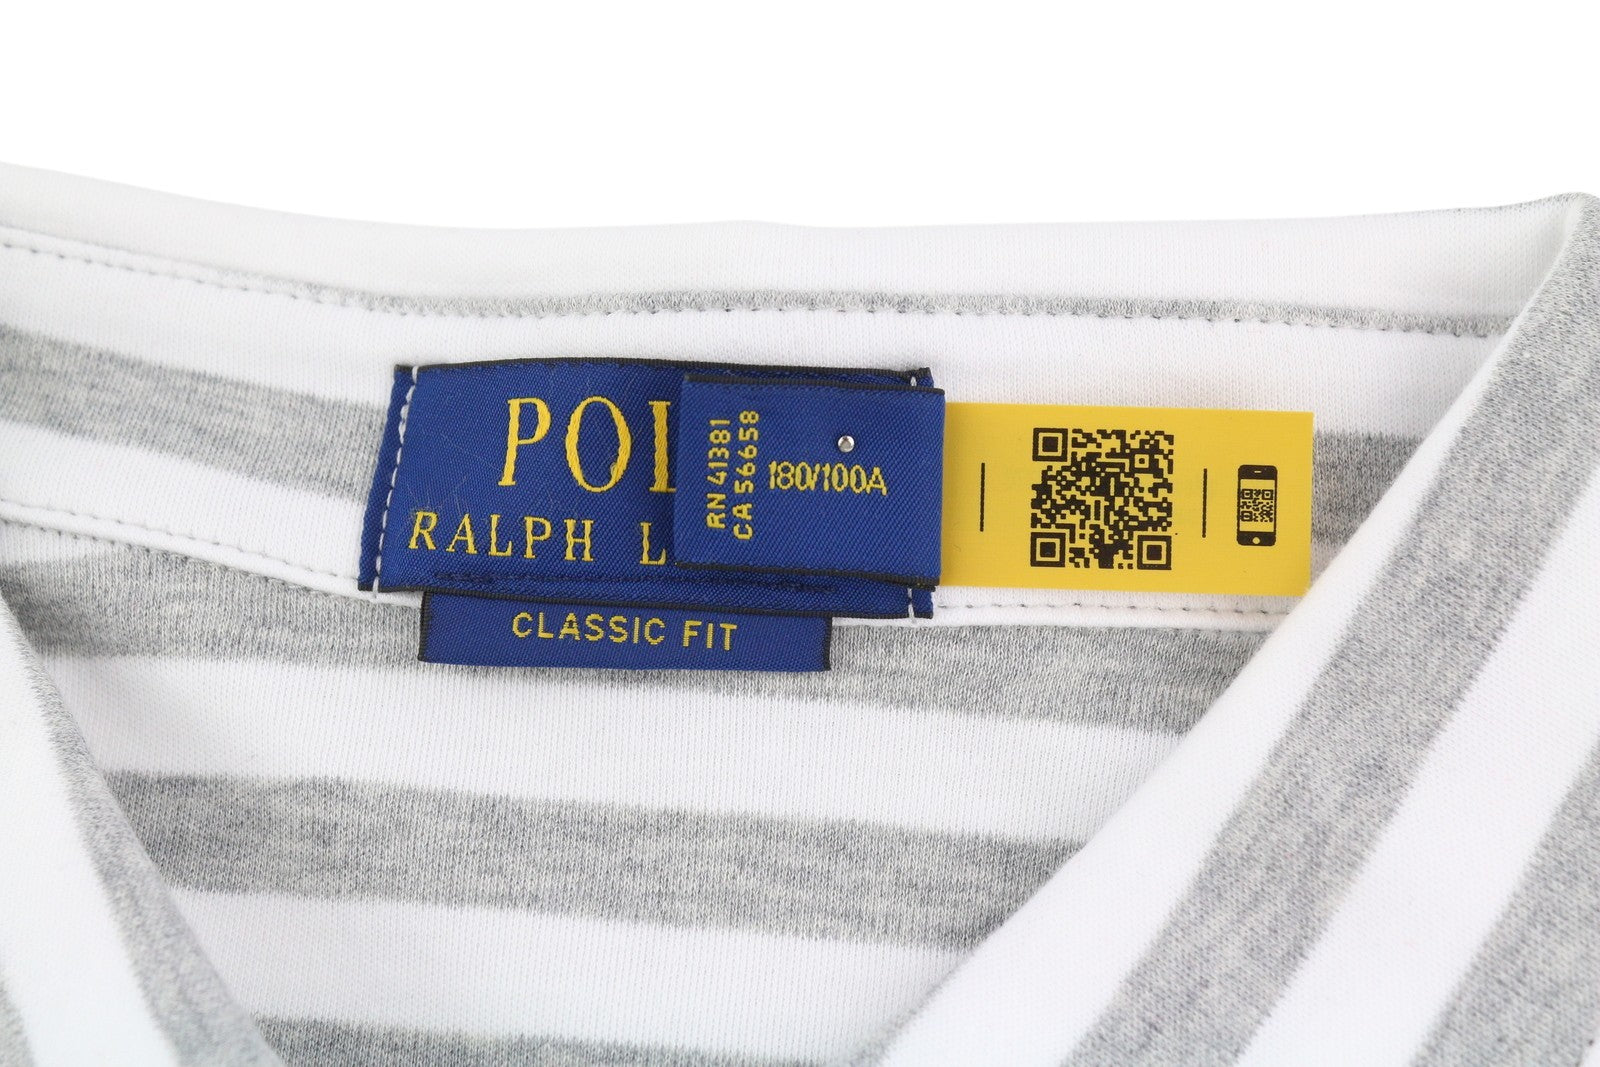 POL
RALPH L
RN 41381
CA 56658
180/100A
CLASSIC FIT